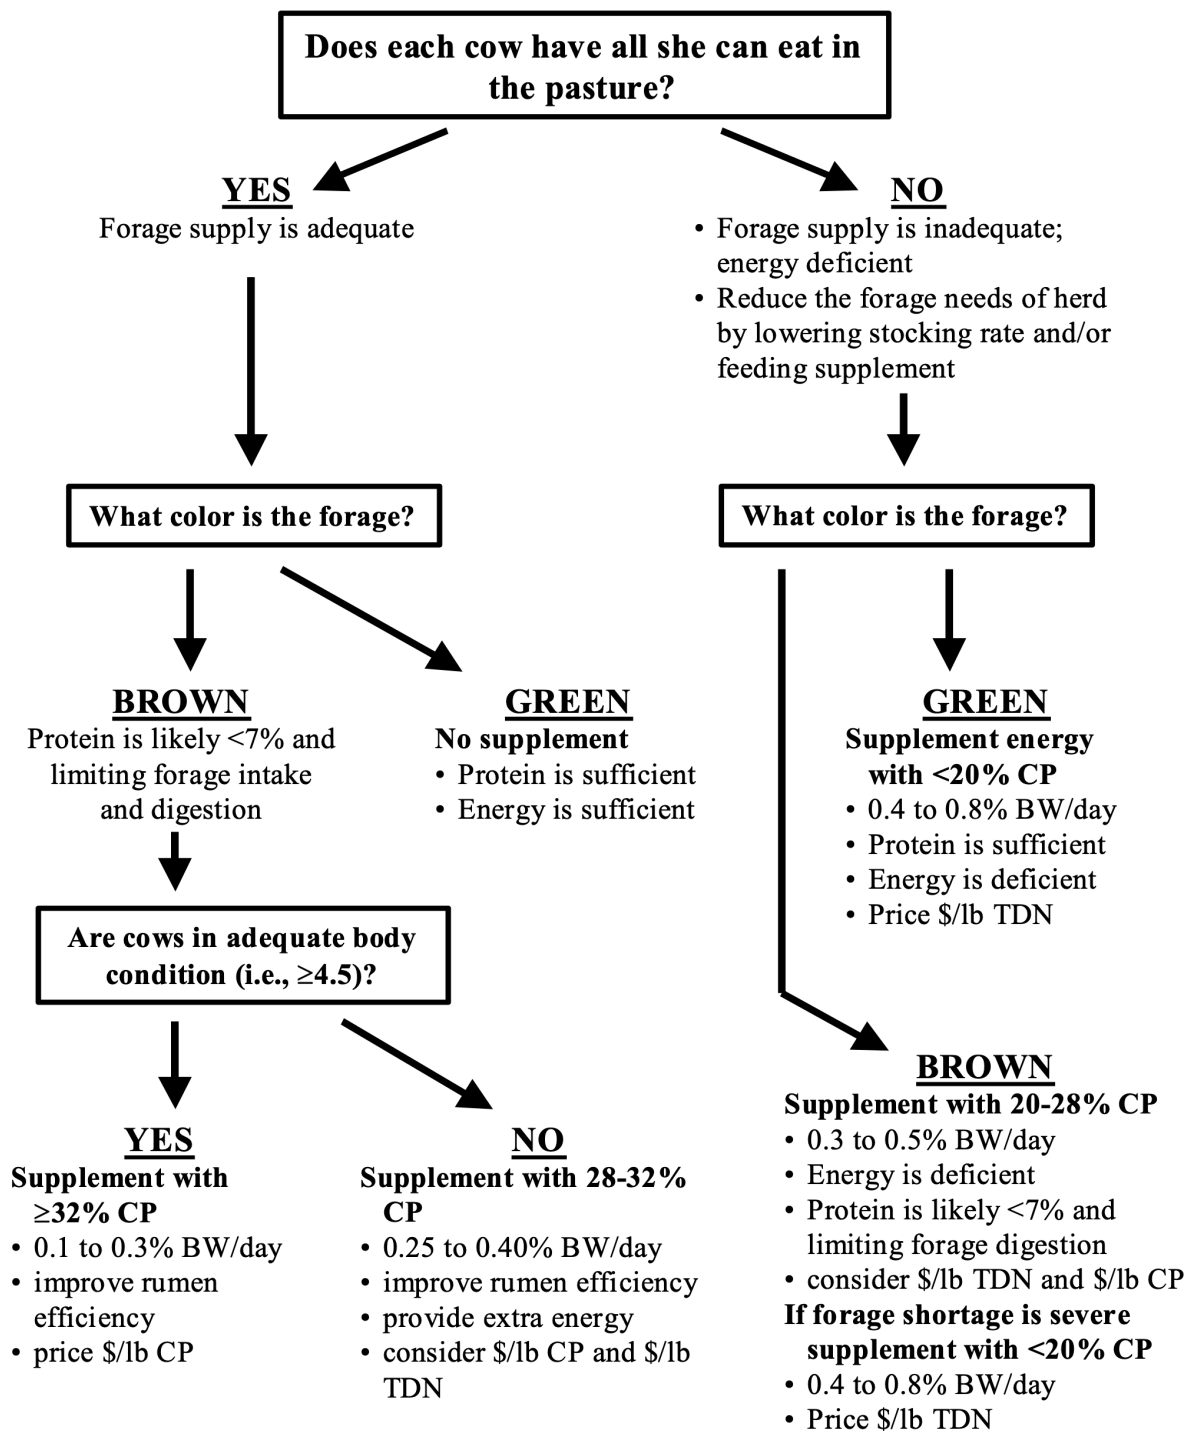 Does each cow have all she can eat in
the pasture?
YES
Forage supply is adequate
NO
• Forage supply is inadequate;
energy deficient
• Reduce the forage needs of herd
by lowering stocking rate and/or
feeding supplement
What color is the forage?
What color is the forage?
BROWN
Protein is likely <7% and
limiting forage intake
and digestion
GREEN
No supplement
• Protein is sufficient
• Energy is sufficient
GREEN
Supplement energy
with <20% CP
• 0.4 to 0.8% BW/day
• Protein is sufficient
• Energy is deficient
• Price $/lb TDN
Are cows in adequate body
condition (i.e., ≥4.5)?
YES
Supplement with
≥32% CP
• 0.1 to 0.3% BW/day
• improve rumen
efficiency
• price $/lb CP
NO
Supplement with 28-32%
CP
• 0.25 to 0.40% BW/day
• improve rumen efficiency
• provide extra energy
• consider $/lb CP and $/lb
TDN
BROWN
Supplement with 20-28% CP
• 0.3 to 0.5% BW/day
• Energy is deficient
• Protein is likely <7% and
limiting forage digestion
• consider $/lb TDN and $/lb CP
If forage shortage is severe
supplement with <20% CP
• 0.4 to 0.8% BW/day
• Price $/lb TDN